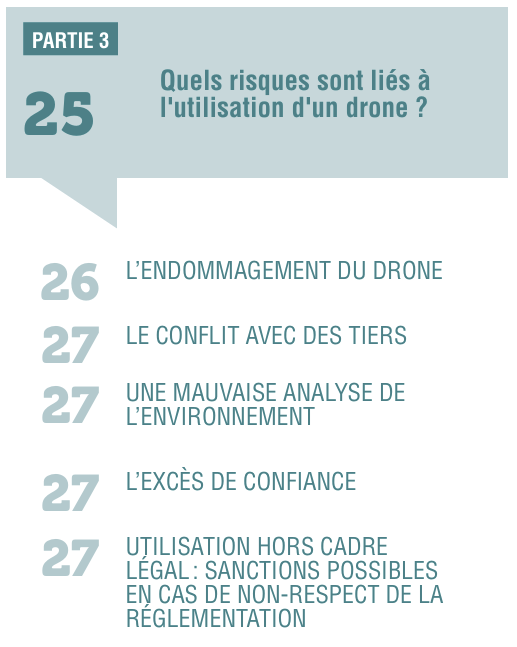 PARTIE 3
25
Quels risques sont liés à
l'utilisation d'un drone ?
26
L’ENDOMMAGEMENT DU DRONE
27
LE CONFLIT AVEC DES TIERS
27
UNE MAUVAISE ANALYSE DE
L’ENVIRONNEMENT
27
L’EXCÈS DE CONFIANCE
27
UTILISATION HORS CADRE
LÉGAL : SANCTIONS POSSIBLES
EN CAS DE NON-RESPECT DE LA
RÉGLEMENTATION